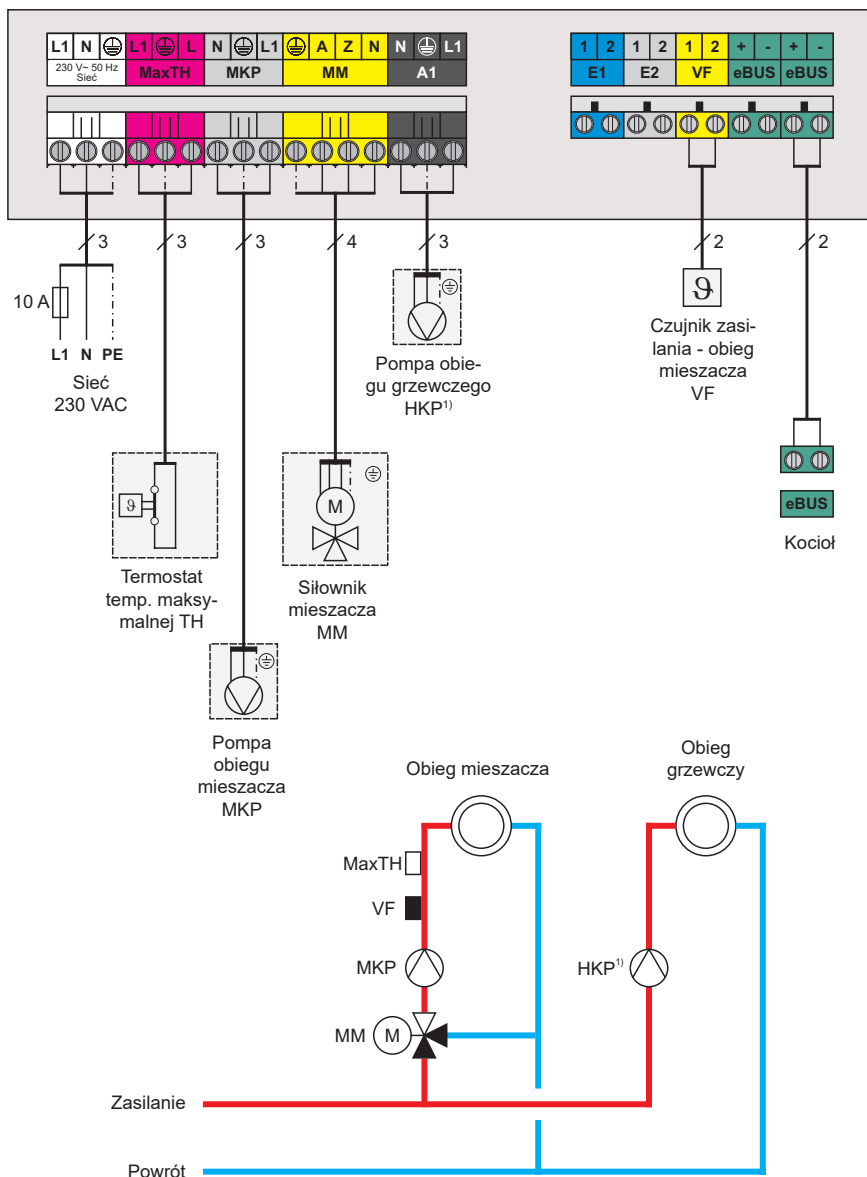 L1 N L1 L N L1 A Z N N L1
230 V~ 50 Hz
Sieć
MaxTH MKP MM A1
1 2 1 2 1 2 + - + -
E1 E2 VF eBUS eBUS
3 3 3 4 3 2 2
10 A
L1 N PE
Sieć
230 VAC
Pompa obie-
gu grzewczego
HKP1)
ϑ
Czujnik zasi-
lania - obieg
mieszacza
VF
ϑ
M
eBUS
Kocioł
Termostat
temp. maksy-
malnej TH
Siłownik
mieszacza
MM
Pompa
obiegu
mieszacza
MKP
Obieg mieszacza
Obieg
grzewczy
MaxTH
VF
MKP
HKP1)
MM M
Zasilanie
Powrót